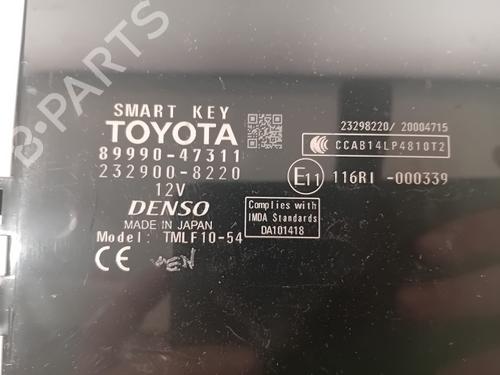 SMART KEY
TOYOTA
89990-47311
232900-8220
12V
DENSO
MADE IN JAPAN
Model: TMLF10-54
CE
23298220/ 20004715
CCAB14LP4810T2
E11 116RI -000339
Complies with
IMDA Standards
DA101418
B-PARTS